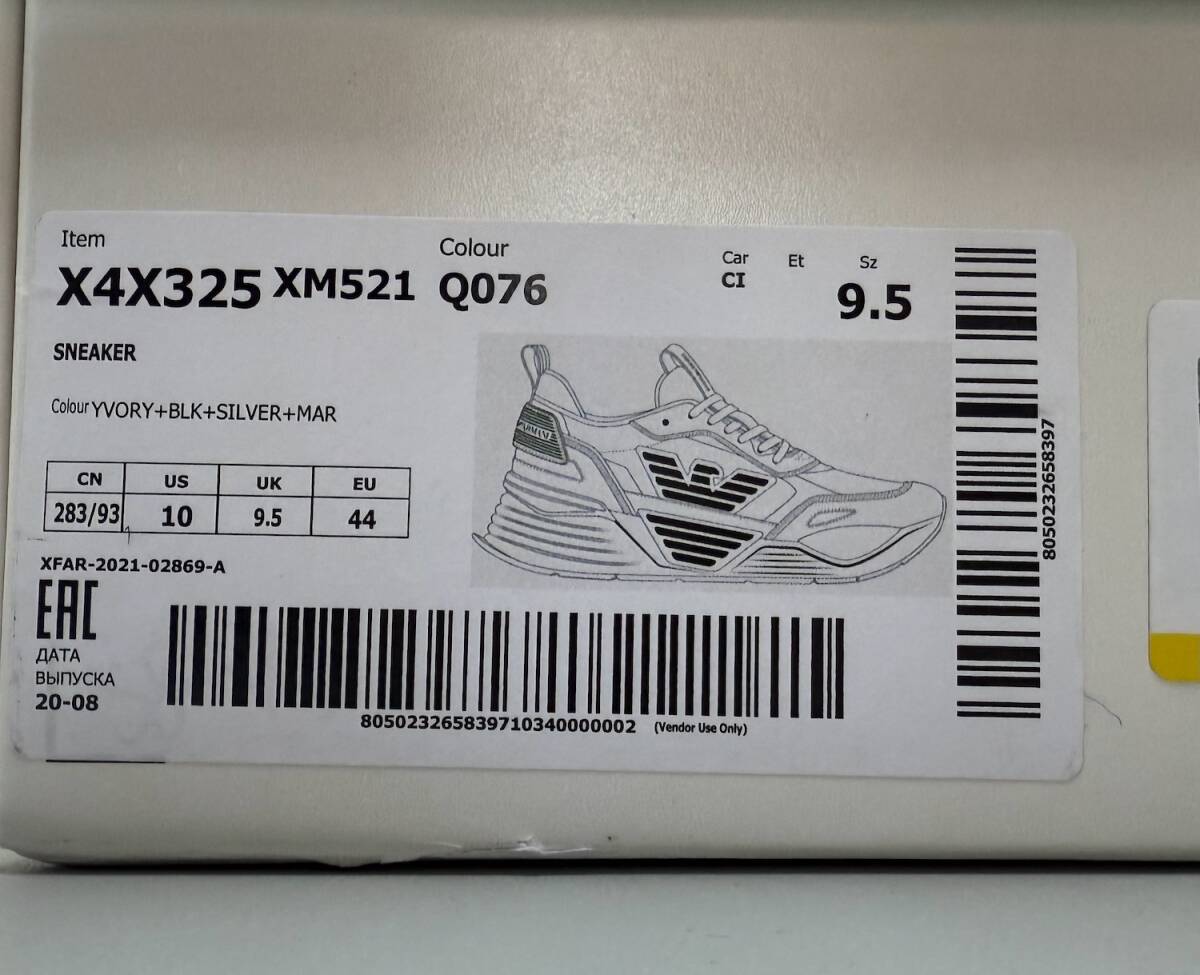 Item
Colour
Car
Et
Sz
X4X325 XM521 Q076
CI
9.5
SNEAKER
Colour YVORY+BLK+SILVER+MAR
ARMANI
CN US UK EU
283/93 10 9.5 44
XFAR-2021-02869-A
EAC
ДАТА
ВЫПУСКА
20-08
805023265839710340000002 (Vendor Use Only)
8050232658397